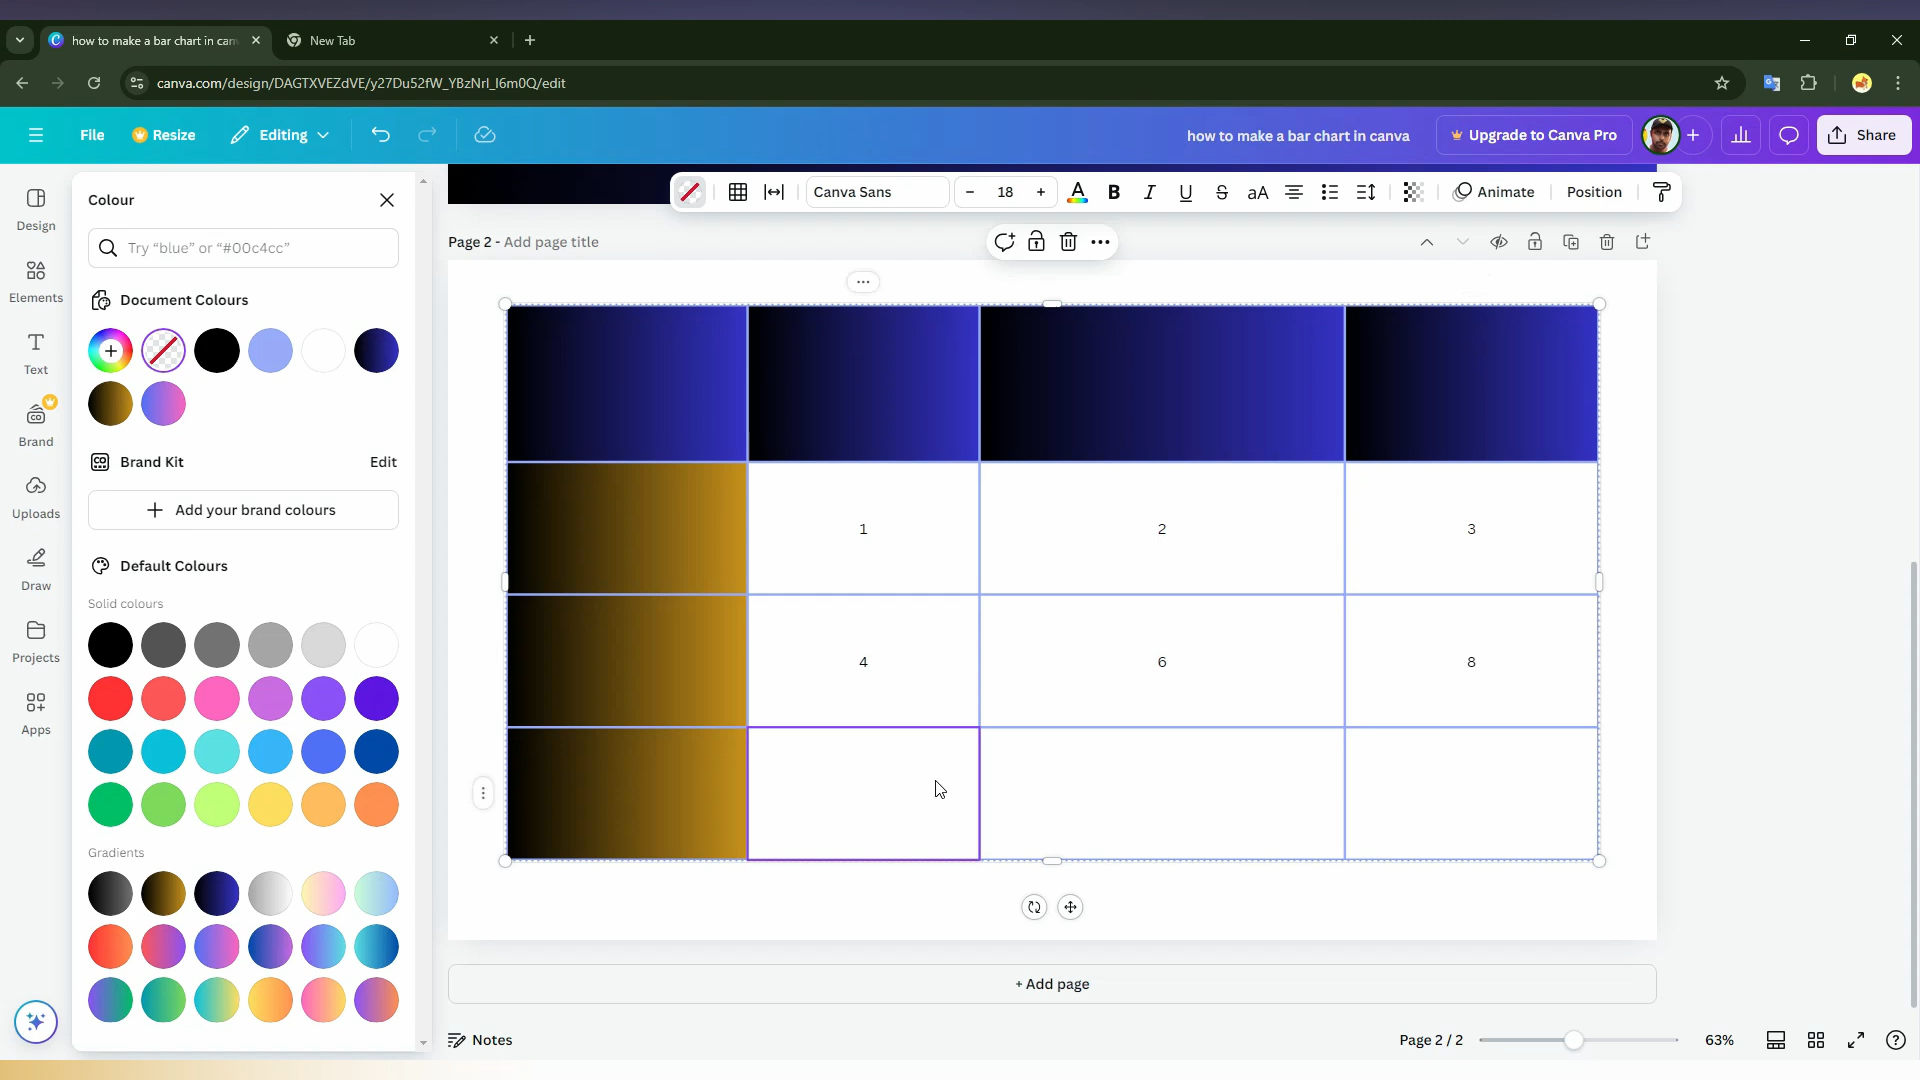 how to make a bar chart in can
New Tab
canva.com/design/DAGTXVEZdVE/y27Du52fW_YBzNrI_I6m0Q/edit
File
Resize
Editing
how to make a bar chart in canva
Upgrade to Canva Pro
Share
Design
Elements
Text
Brand
Uploads
Draw
Projects
Apps
Colour
Try “blue” or “#00c4cc”
Document Colours
Brand Kit
Edit
Add your brand colours
Default Colours
Solid colours
Gradients
Canva Sans
– 18 +
A B I U S aA
Animate
Position
Page 2 - Add page title
1 2 3
4 6 8
+ Add page
Notes
Page 2 / 2
63%